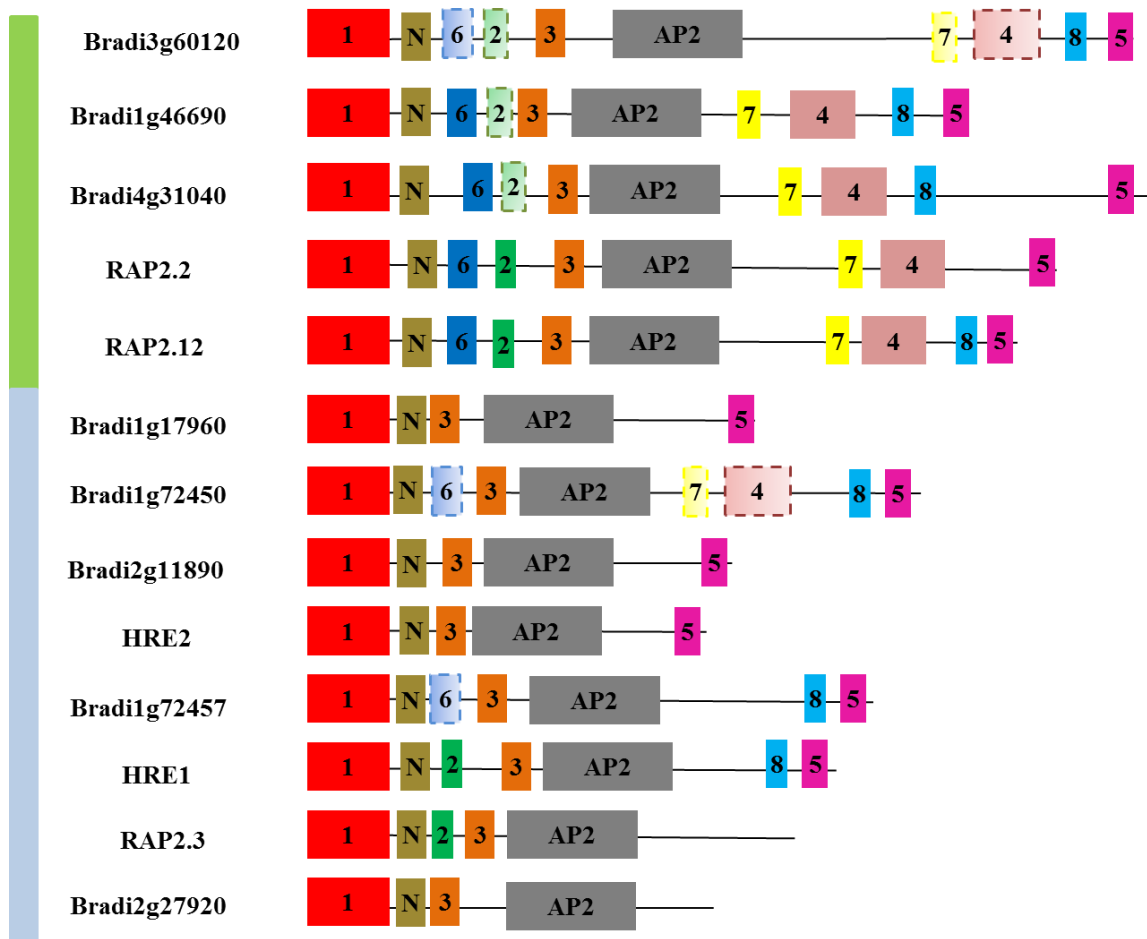 Bradi3g60120 1 N 6 2 3 AP2 7 4 8 5
Bradi1g46690 1 N 6 2 3 AP2 7 4 8 5
Bradi4g31040 1 N 6 2 3 AP2 7 4 8 5
RAP2.2 1 N 6 2 3 AP2 7 4 5
RAP2.12 1 N 6 2 3 AP2 7 4 8 5
Bradi1g17960 1 N 3 AP2 5
Bradi1g72450 1 N 6 3 AP2 7 4 8 5
Bradi2g11890 1 N 3 AP2 5
HRE2 1 N 3 AP2 5
Bradi1g72457 1 N 6 3 AP2 8 5
HRE1 1 N 2 3 AP2 8 5
RAP2.3 1 N 2 3 AP2
Bradi2g27920 1 N 3 AP2